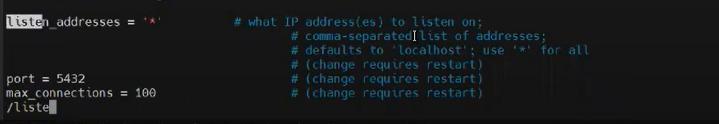 listen_addresses = '*' # what IP address(es) to listen on;
# comma-separated list of addresses;
# defaults to 'localhost'; use '*' for all
# (change requires restart)
port = 5432 # (change requires restart)
max_connections = 100 # (change requires restart)
/liste